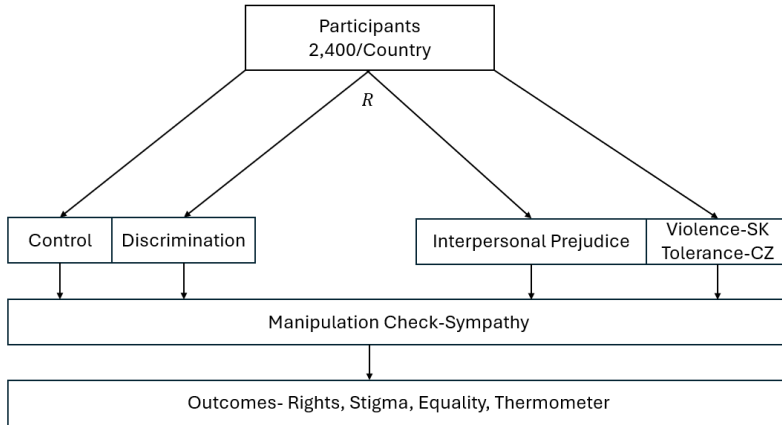 Participants
2,400/Country
R
Control
Discrimination
Interpersonal Prejudice
Violence-SK
Tolerance-CZ
Manipulation Check-Sympathy
Outcomes- Rights, Stigma, Equality, Thermometer